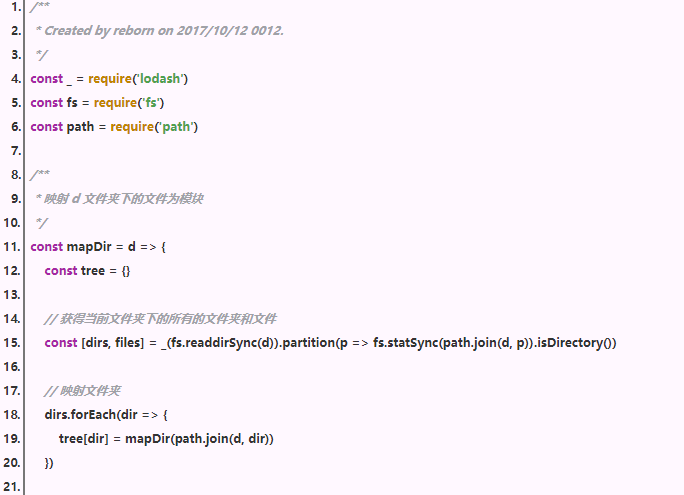 1. /**
2.  * Created by reborn on 2017/10/12 0012.
3.  */
4. const _ = require('lodash')
5. const fs = require('fs')
6. const path = require('path')
7.
8. /**
9.  * 映射 d 文件夹下的文件为模块
10.  */
11. const mapDir = d => {
12.     const tree = {}
13.
14.     // 获得当前文件夹下的所有的文件夹和文件
15.     const [dirs, files] = _(fs.readdirSync(d)).partition(p => fs.statSync(path.join(d, p)).isDirectory())
16.
17.     // 映射文件夹
18.     dirs.forEach(dir => {
19.         tree[dir] = mapDir(path.join(d, dir))
20.     })
21.